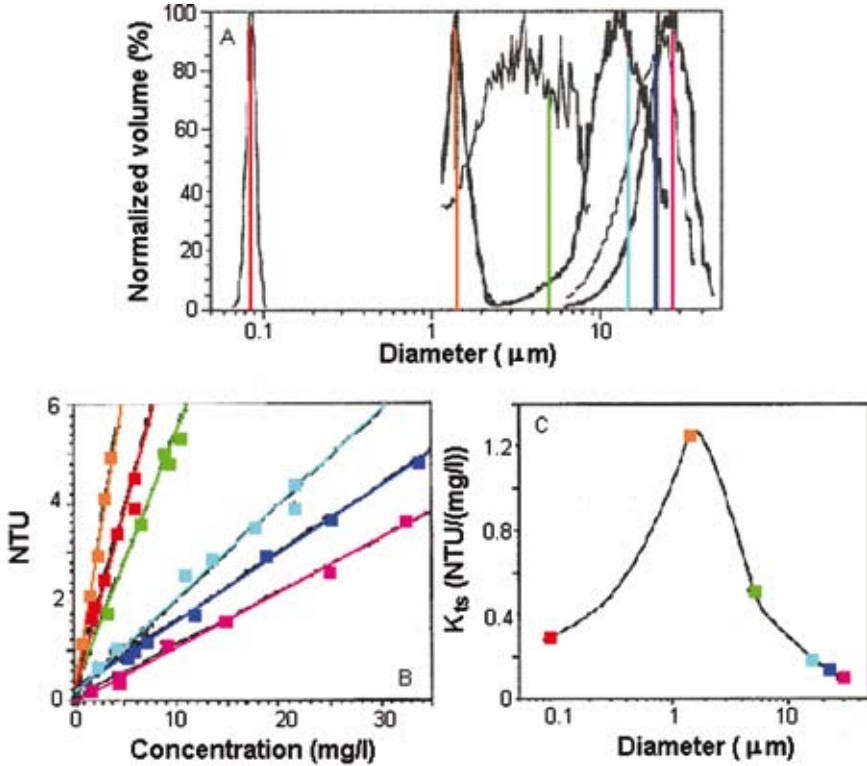 A
Normalized volume (%)
100
80
60
40
20
0
0.1 1 10
Diameter ( μm)
B
NTU
6
4
2
0
0 10 20 30
Concentration (mg/l)
C
Kts (NTU/(mg/l))
1.2
0.8
0.4
0
0.1 1 10
Diameter ( μm)